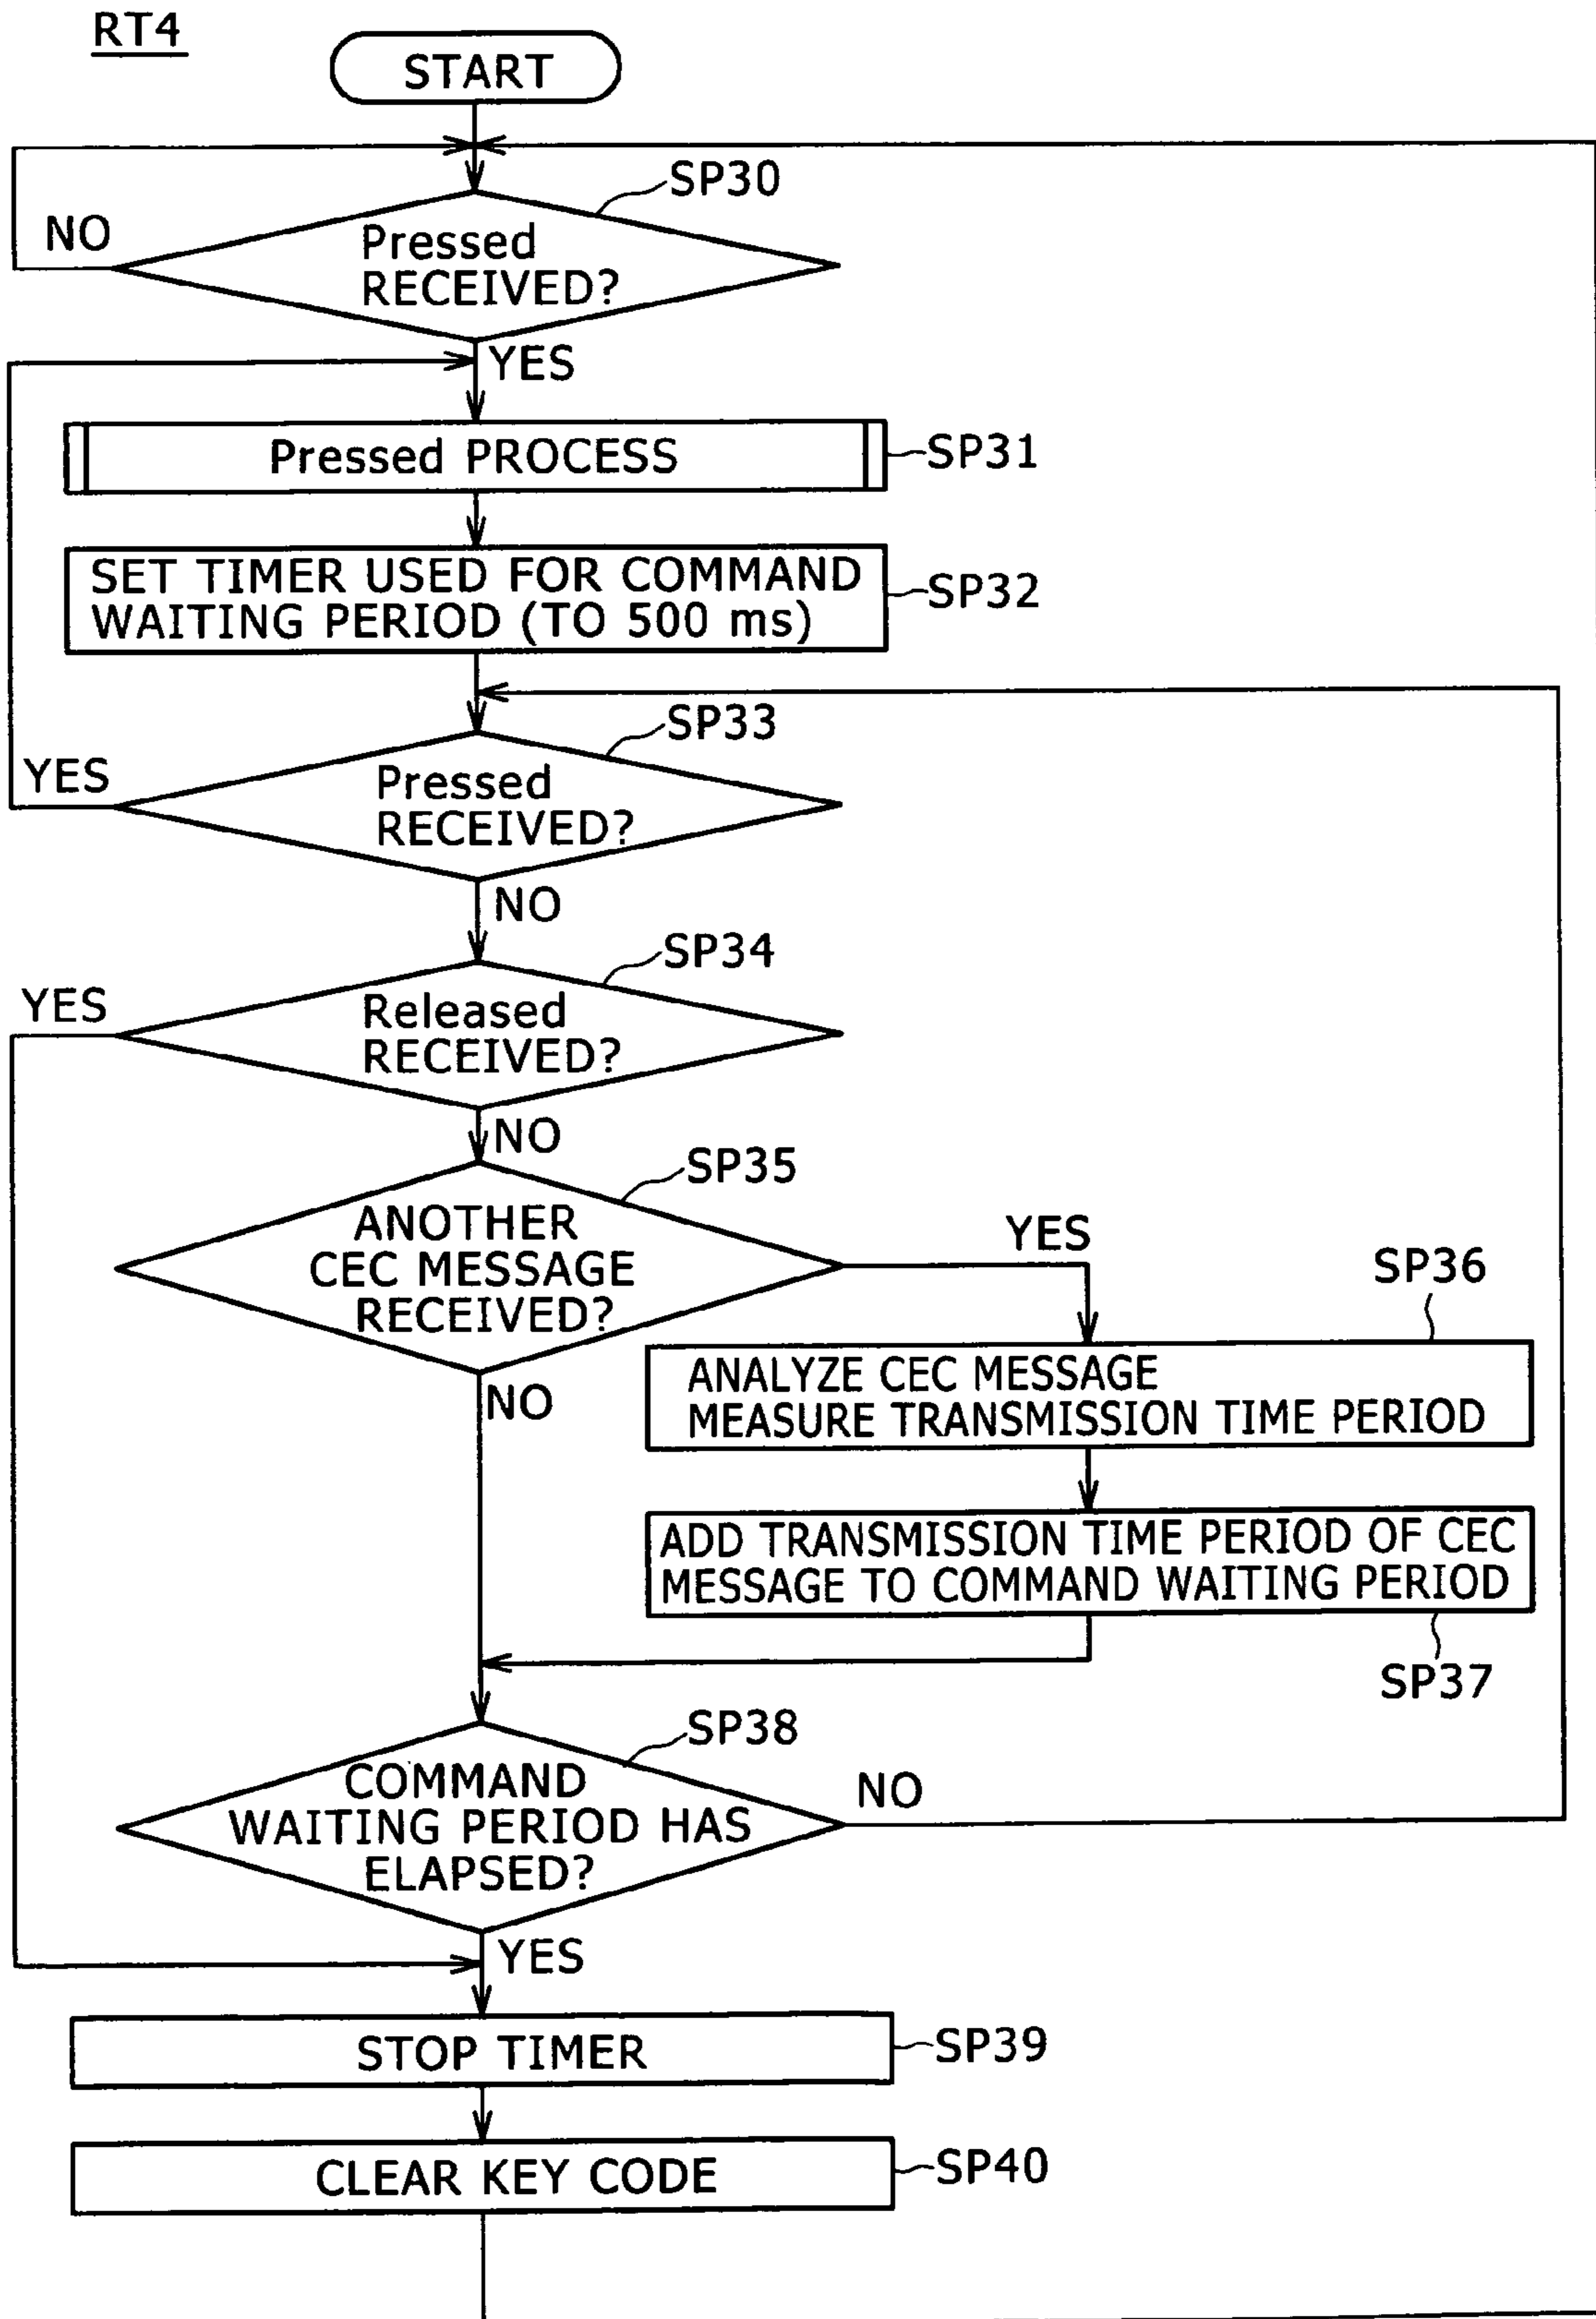 RT4
START
SP30
NO
Pressed
RECEIVED?
YES
Pressed PROCESS
SP31
SET TIMER USED FOR COMMAND
WAITING PERIOD (TO 500 ms)
SP32
SP33
YES
Pressed
RECEIVED?
NO
SP34
YES
Released
RECEIVED?
NO
SP35
ANOTHER
CEC MESSAGE
RECEIVED?
YES
SP36
NO
ANALYZE CEC MESSAGE
MEASURE TRANSMISSION TIME PERIOD
ADD TRANSMISSION TIME PERIOD OF CEC
MESSAGE TO COMMAND WAITING PERIOD
SP37
SP38
COMMAND
WAITING PERIOD HAS
ELAPSED?
NO
YES
STOP TIMER
SP39
CLEAR KEY CODE
SP40